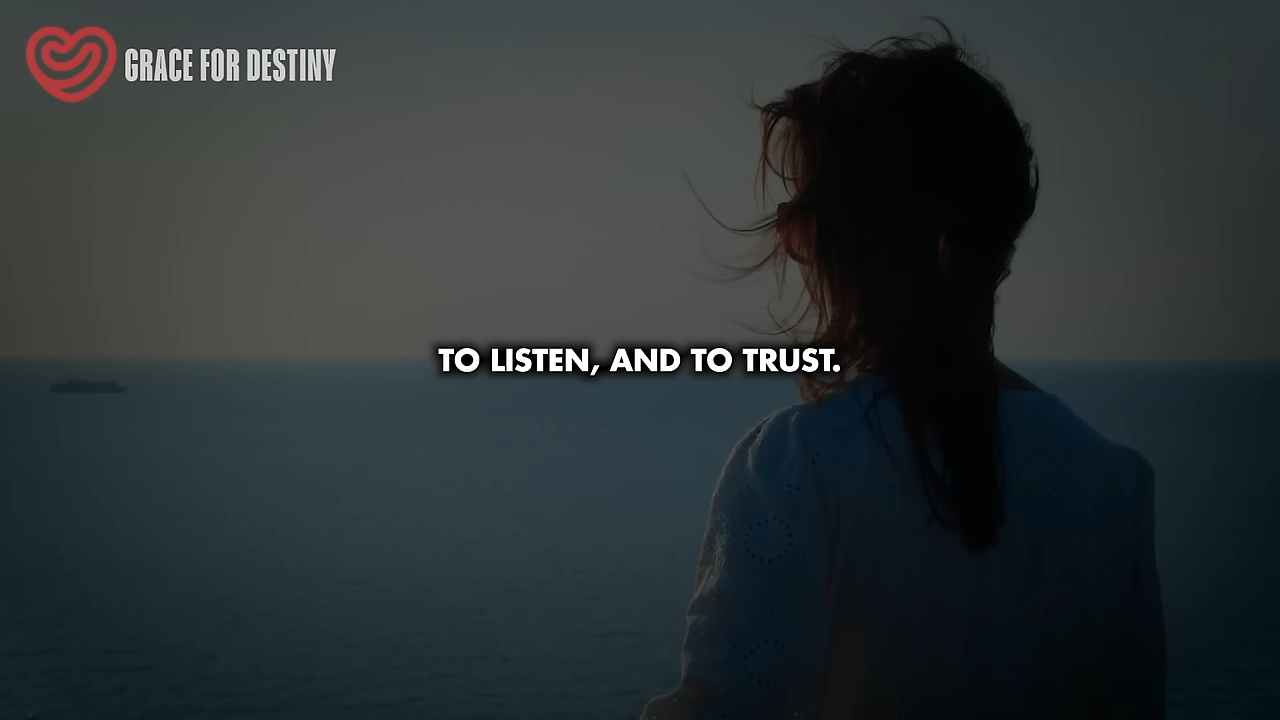 GRACE FOR DESTINY
TO LISTEN, AND TO TRUST.